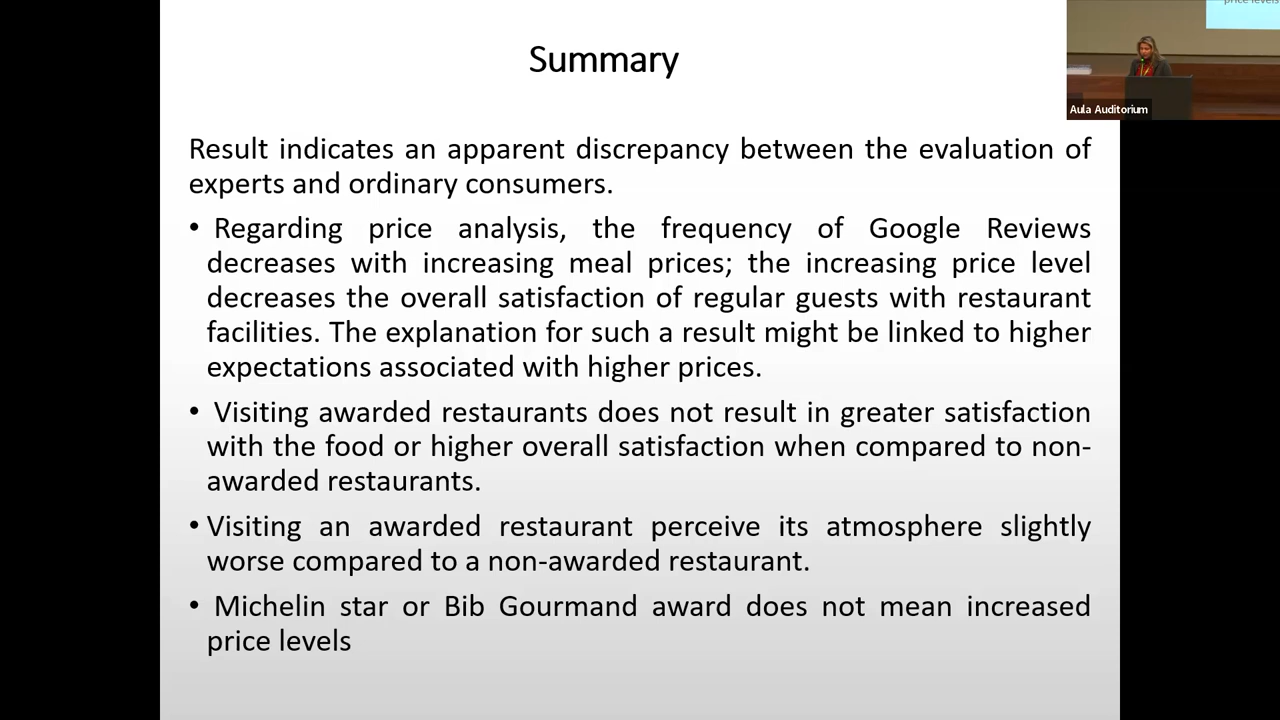 Summary
price levels
Aula Auditorium
Result indicates an apparent discrepancy between the evaluation of
experts and ordinary consumers.
• Regarding price analysis, the frequency of Google Reviews
decreases with increasing meal prices; the increasing price level
decreases the overall satisfaction of regular guests with restaurant
facilities. The explanation for such a result might be linked to higher
expectations associated with higher prices.
• Visiting awarded restaurants does not result in greater satisfaction
with the food or higher overall satisfaction when compared to non-
awarded restaurants.
• Visiting an awarded restaurant perceive its atmosphere slightly
worse compared to a non-awarded restaurant.
• Michelin star or Bib Gourmand award does not mean increased
price levels